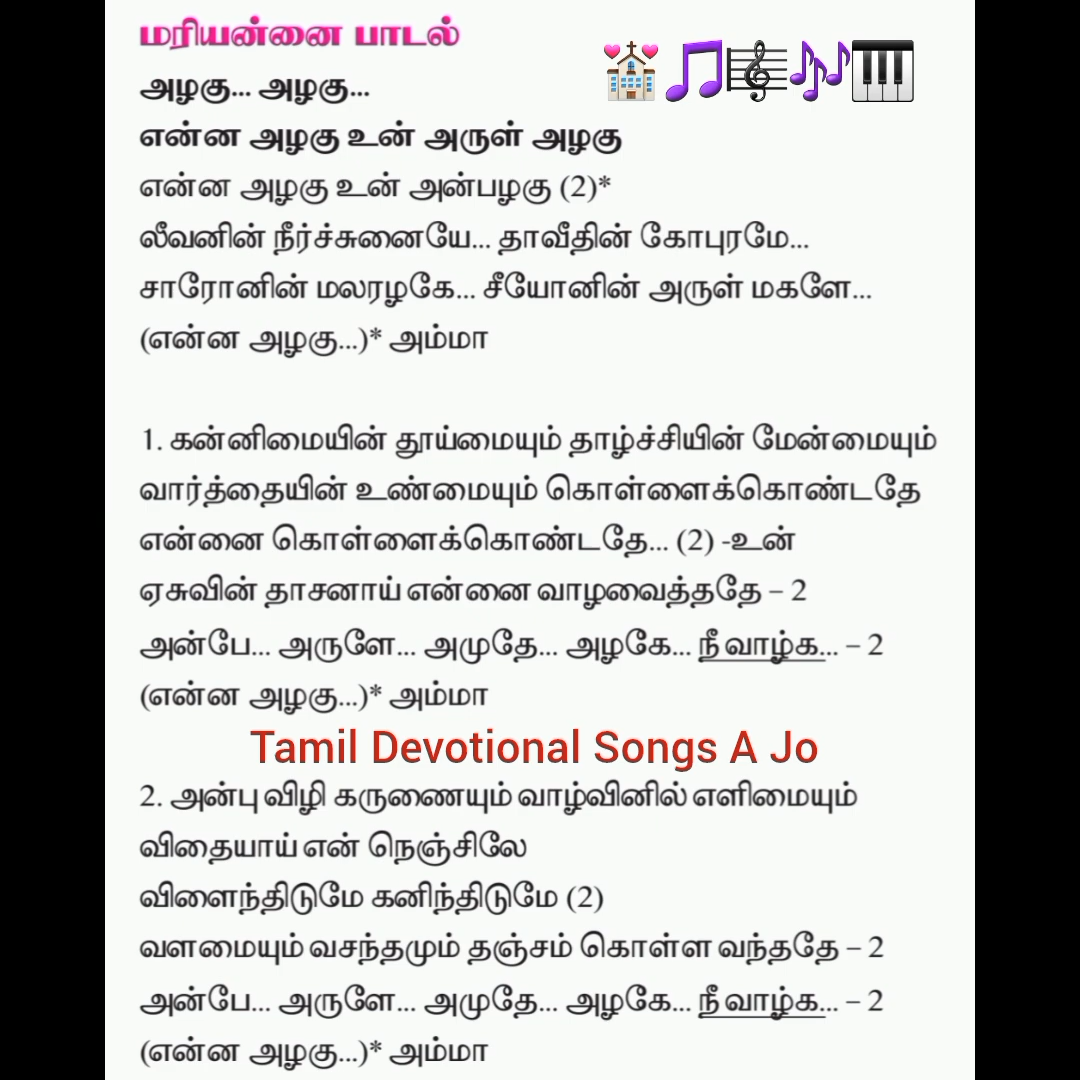 மரியன்னை பாடல்
அழகு... அழகு...
என்ன அழகு உன் அருள் அழகு
என்ன அழகு உன் அன்பழகு (2)*
லீவனின் நீர்ச்சுனையே... தாவீதின் கோபுரமே...
சாரோனின் மலரழகே... சீயோனின் அருள் மகளே...
(என்ன அழகு...)* அம்மா
1. கன்னிமையின் தூய்மையும் தாழ்ச்சியின் மேன்மையும்
வார்த்தையின் உண்மையும் கொள்ளைக்கொண்டதே
என்னை கொள்ளைக்கொண்டதே... (2) -உன்
ஏசுவின் தாசனாய் என்னை வாழவைத்ததே – 2
அன்பே... அருளே... அமுதே... அழகே... நீ வாழ்க... – 2
(என்ன அழகு...)* அம்மா
Tamil Devotional Songs A Jo
2. அன்பு விழி கருணையும் வாழ்வினில் எளிமையும்
விதையாய் என் நெஞ்சிலே
விளைந்திடுமே கனிந்திடுமே (2)
வளமையும் வசந்தமும் தஞ்சம் கொள்ள வந்ததே – 2
அன்பே... அருளே... அமுதே... அழகே... நீ வாழ்க... – 2
(என்ன அழகு...)* அம்மா